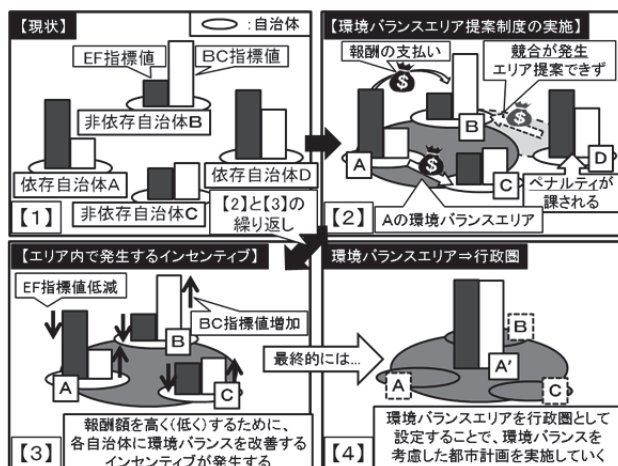 【現状】
:自治体
EF指標値
BC指標値
非依存自治体B
依存自治体A
依存自治体D
非依存自治体C
【1】
【2】と【3】の
繰り返し
【環境バランスエリア提案制度の実施】
報酬の支払い
競合が発生
エリア提案できず
B
A
D
C
ペナルティが
課される
【2】
Aの環境バランスエリア
【エリア内で発生するインセンティブ】
EF指標値低減
BC指標値増加
B
A
C
報酬額を高く(低く)するために、
各自治体に環境バランスを改善する
インセンティブが発生する
【3】
最終的には…
環境バランスエリア⇒行政圏
B
A'
A
C
環境バランスエリアを行政圏として
設定することで、環境バランスを
考慮した都市計画を実施していく
【4】